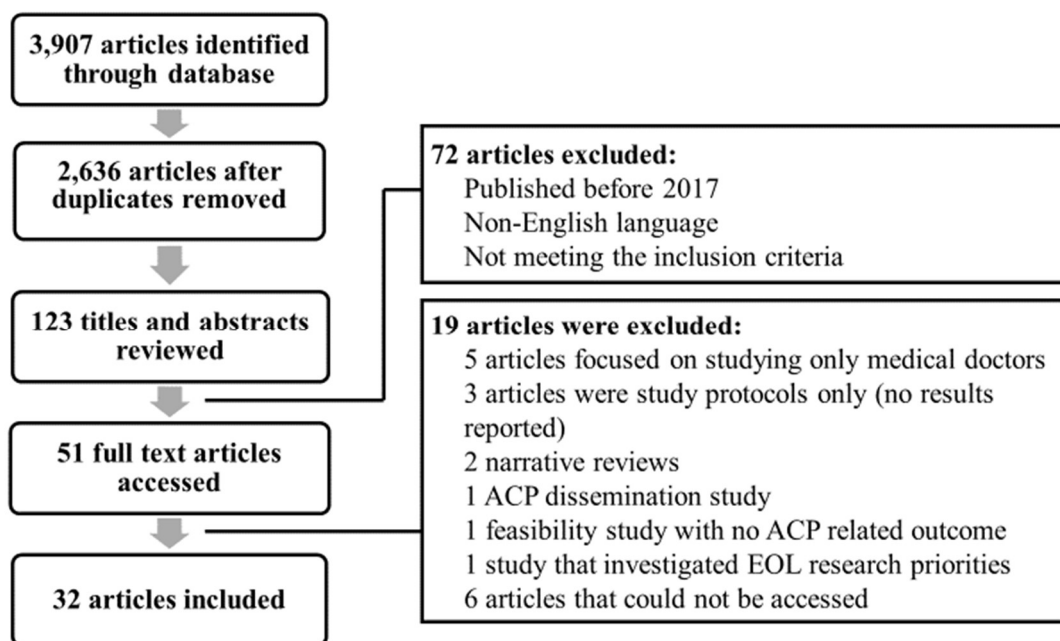 3,907 articles identified
through database
2,636 articles after
duplicates removed
123 titles and abstracts
reviewed
51 full text articles
accessed
32 articles included
72 articles excluded:
Published before 2017
Non-English language
Not meeting the inclusion criteria
19 articles were excluded:
5 articles focused on studying only medical doctors
3 articles were study protocols only (no results
reported)
2 narrative reviews
1 ACP dissemination study
1 feasibility study with no ACP related outcome
1 study that investigated EOL research priorities
6 articles that could not be accessed